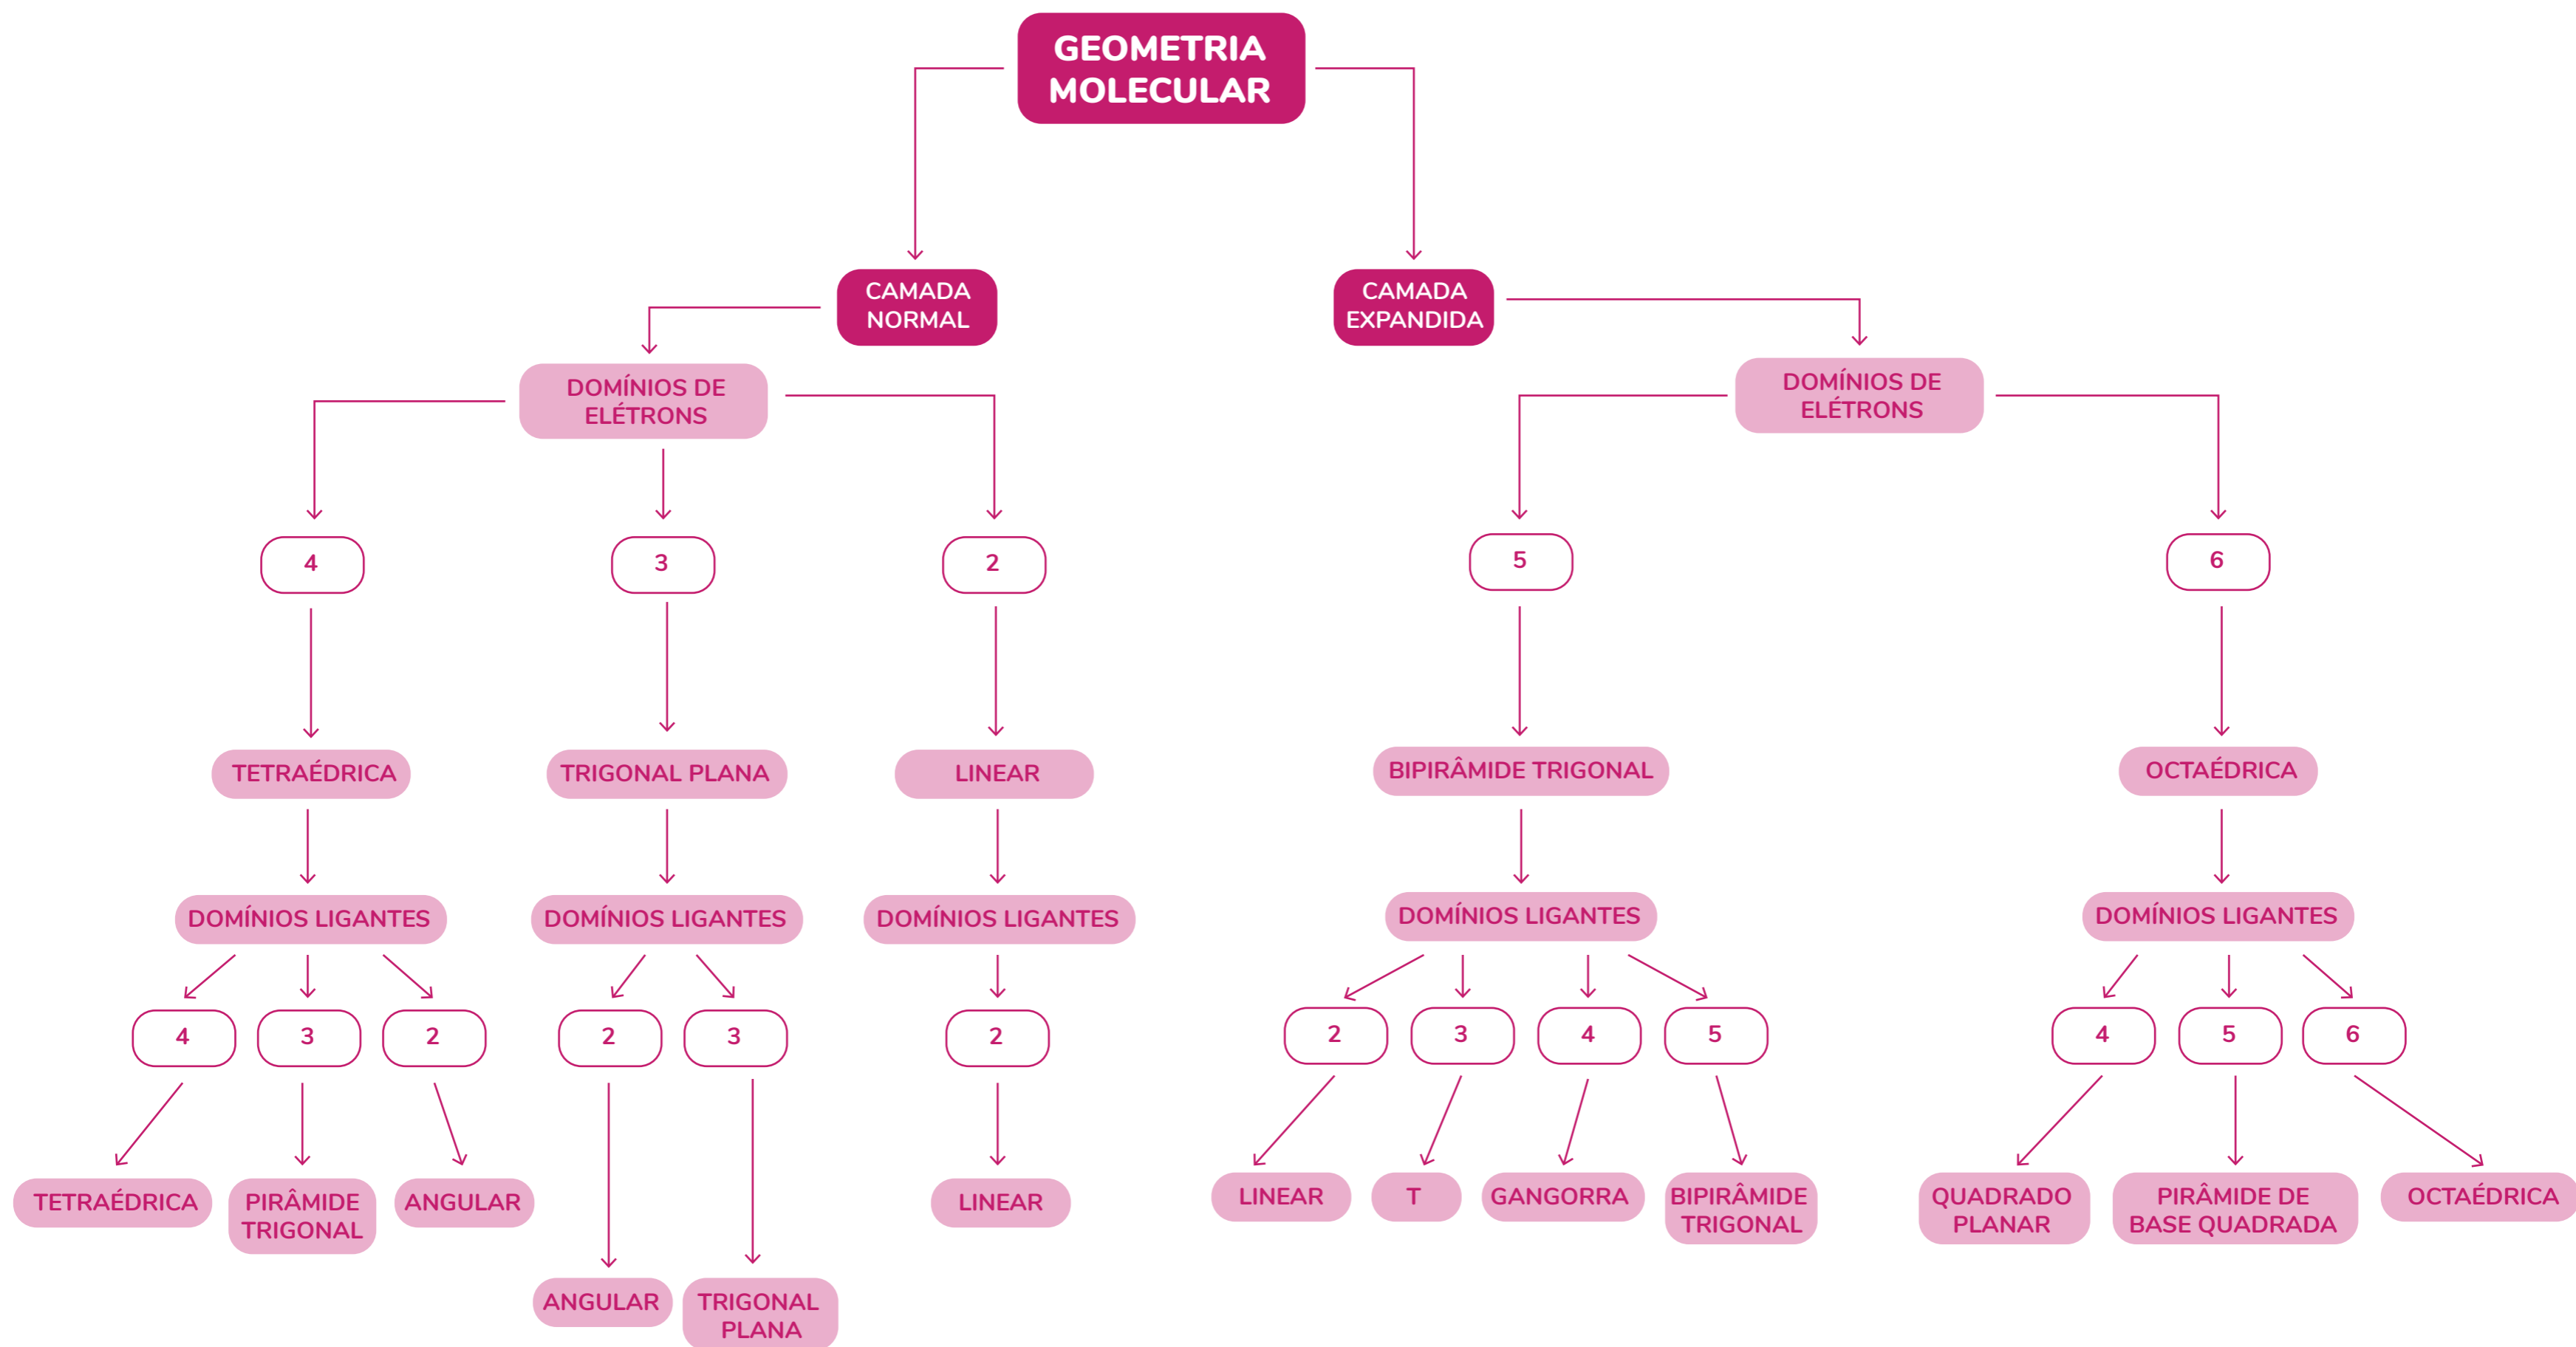 GEOMETRIA
MOLECULAR
CAMADA
NORMAL
CAMADA
EXPANDIDA
DOMÍNIOS DE
ELÉTRONS
DOMÍNIOS DE
ELÉTRONS
4
3
2
5
6
TETRAÉDRICA
TRIGONAL PLANA
LINEAR
BIPIRÂMIDE TRIGONAL
OCTAÉDRICA
DOMÍNIOS LIGANTES
DOMÍNIOS LIGANTES
DOMÍNIOS LIGANTES
DOMÍNIOS LIGANTES
DOMÍNIOS LIGANTES
4
3
2
2
3
2
2
3
4
5
4
5
6
TETRAÉDRICA
PIRÂMIDE
TRIGONAL
ANGULAR
ANGULAR
TRIGONAL
PLANA
LINEAR
LINEAR
T
GANGORRA
BIPIRÂMIDE
TRIGONAL
QUADRADO
PLANAR
PIRÂMIDE DE
BASE QUADRADA
OCTAÉDRICA